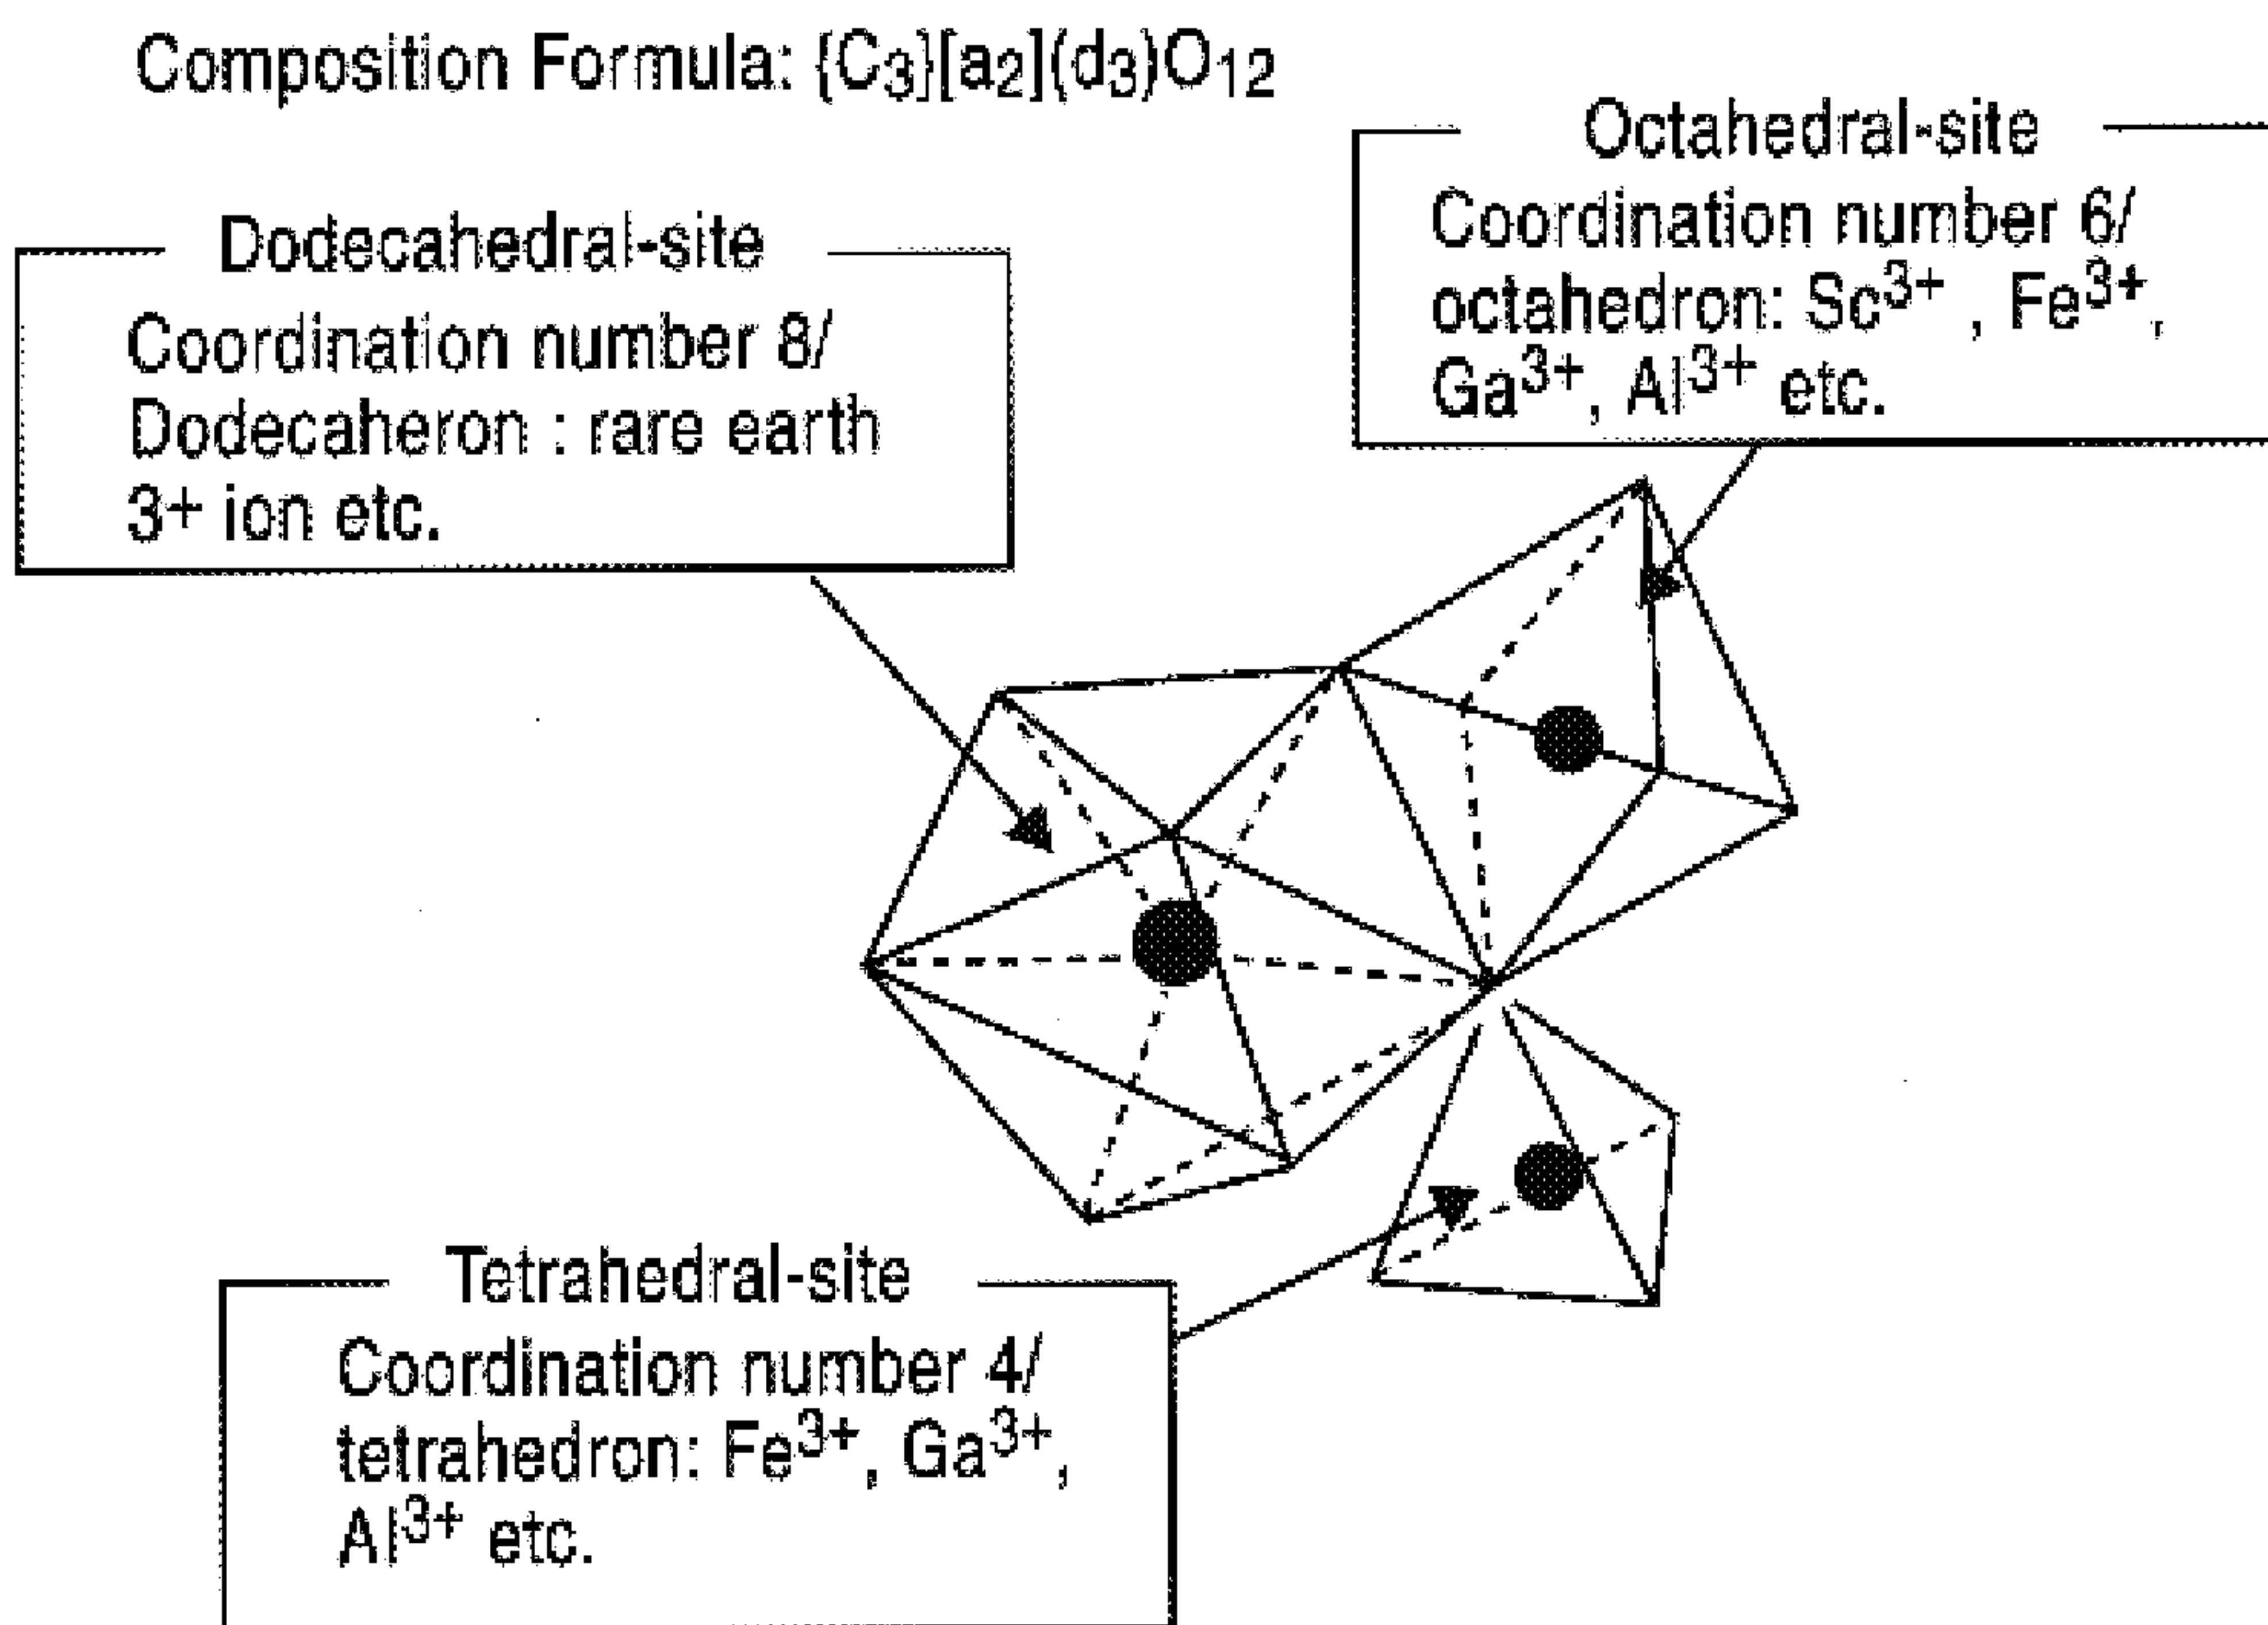 Composition Formula: {C₃}[a₂](d₃)O₁₂
Octahedral-site
Coordination number 6/
octahedron: Sc³⁺ , Fe³⁺,
Ga³⁺, Al³⁺ etc.
Dodecahedral-site
Coordination number 8/
Dodecaheron : rare earth
3+ ion etc.
Tetrahedral-site
Coordination number 4/
tetrahedron: Fe³⁺, Ga³⁺,
Al³⁺ etc.